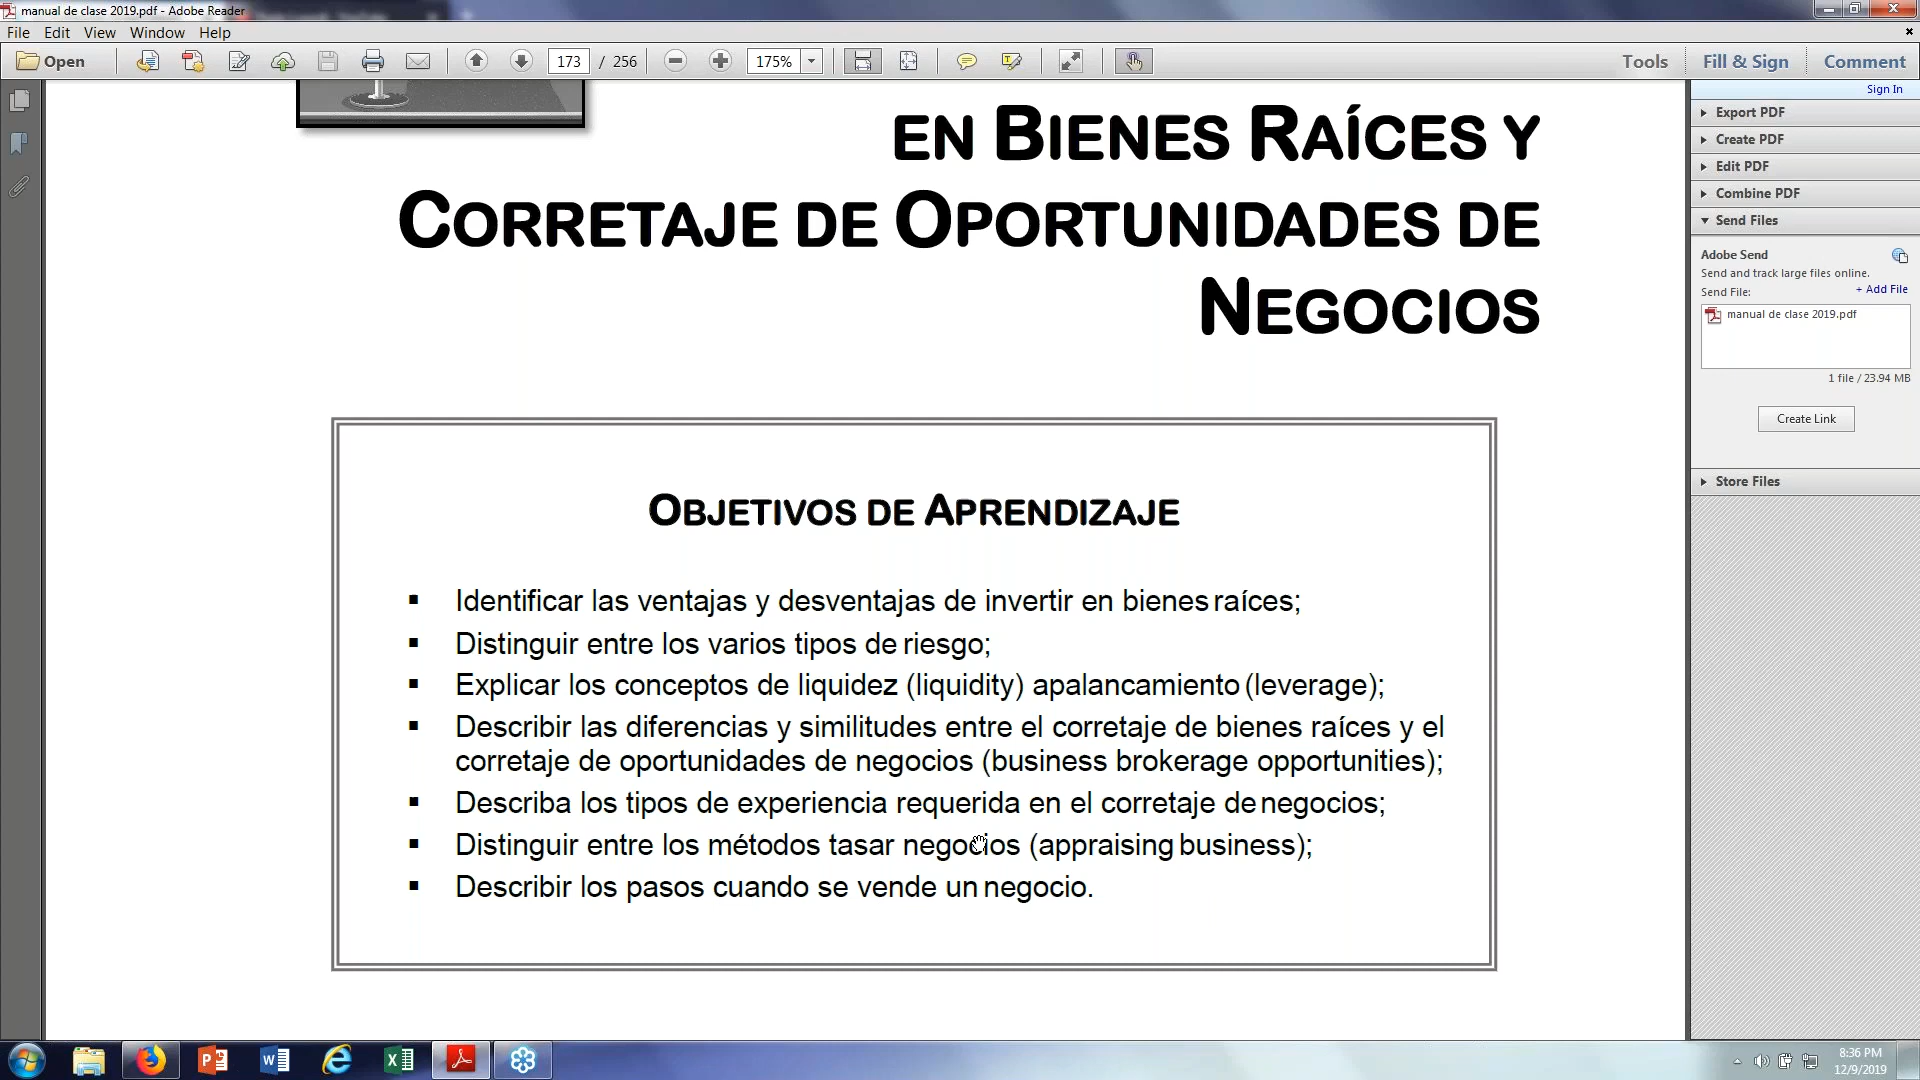 manual de clase 2019.pdf - Adobe Reader
File Edit View Window Help
Open 173 / 256 175% Tools Fill & Sign Comment
Sign In
Export PDF
Create PDF
Edit PDF
Combine PDF
Send Files
Adobe Send
Send and track large files online.
Send File: + Add File
manual de clase 2019.pdf
1 file / 23.94 MB
Create Link
Store Files
EN BIENES RAÍCES Y
CORRETAJE DE OPORTUNIDADES DE
NEGOCIOS
OBJETIVOS DE APRENDIZAJE
▪ Identificar las ventajas y desventajas de invertir en bienes raíces;
▪ Distinguir entre los varios tipos de riesgo;
▪ Explicar los conceptos de liquidez (liquidity) apalancamiento (leverage);
▪ Describir las diferencias y similitudes entre el corretaje de bienes raíces y el
corretaje de oportunidades de negocios (business brokerage opportunities);
▪ Describa los tipos de experiencia requerida en el corretaje de negocios;
▪ Distinguir entre los métodos tasar negocios (appraising business);
▪ Describir los pasos cuando se vende un negocio.
8:36 PM
12/9/2019